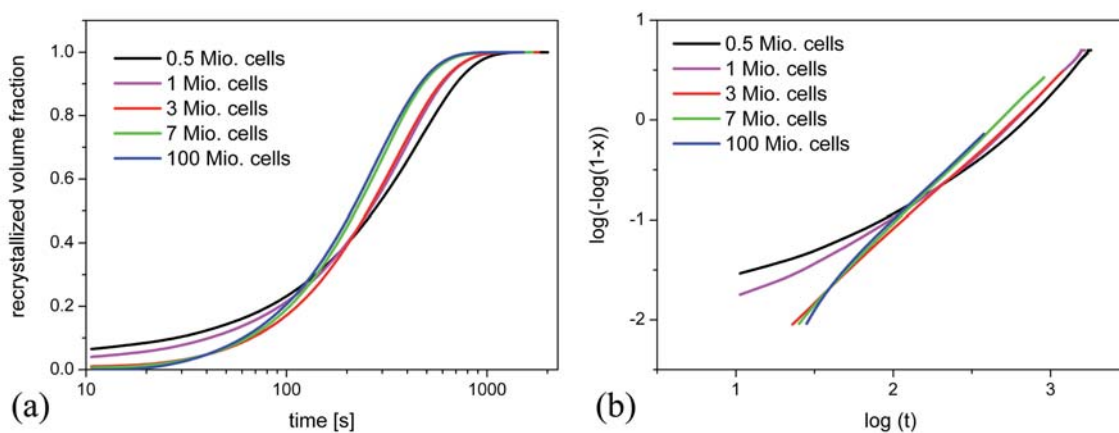 1.0
0.8
0.6
0.4
0.2
0.0
recrystallized volume fraction
0.5 Mio. cells
1 Mio. cells
3 Mio. cells
7 Mio. cells
100 Mio. cells
10
100
1000
time [s]
(a)
0
-1
-2
log(-log(1-x))
0.5 Mio. cells
1 Mio. cells
3 Mio. cells
7 Mio. cells
100 Mio. cells
1
2
3
log (t)
(b)